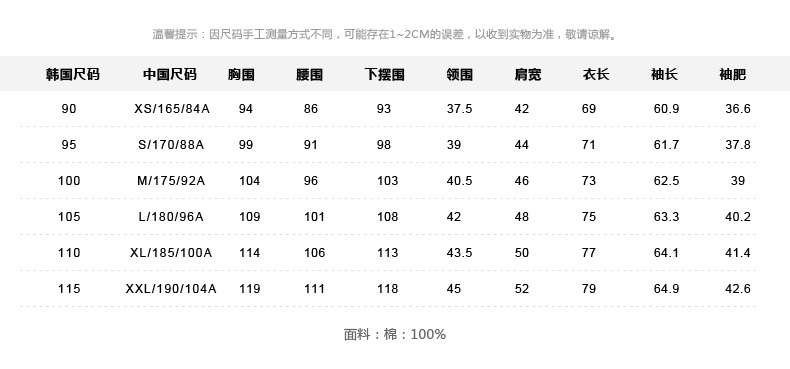 温馨提示：因尺码手工测量方式不同，可能存在1~2CM的误差，以收到实物为准，敬请谅解。
韩国尺码 中国尺码 胸围 腰围 下摆围 领围 肩宽 衣长 袖长 袖肥
90 XS/165/84A 94 86 93 37.5 42 69 60.9 36.6
95 S/170/88A 99 91 98 39 44 71 61.7 37.8
100 M/175/92A 104 96 103 40.5 46 73 62.5 39
105 L/180/96A 109 101 108 42 48 75 63.3 40.2
110 XL/185/100A 114 106 113 43.5 50 77 64.1 41.4
115 XXL/190/104A 119 111 118 45 52 79 64.9 42.6
面料：棉：100%